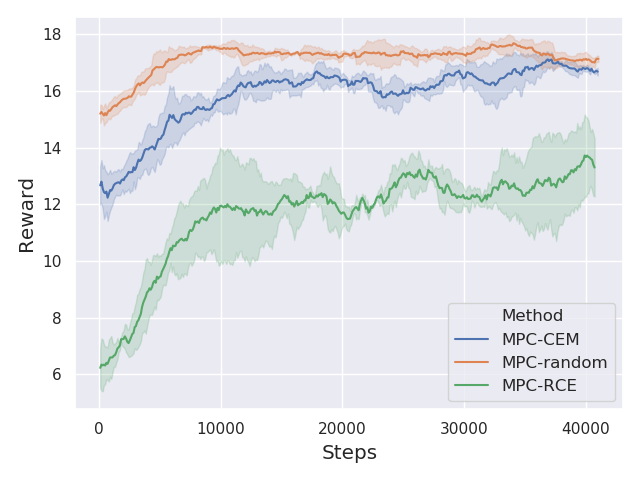 18
16
14
12
10
8
6
Reward
0
10000
20000
30000
40000
Steps
Method
MPC-CEM
MPC-random
MPC-RCE